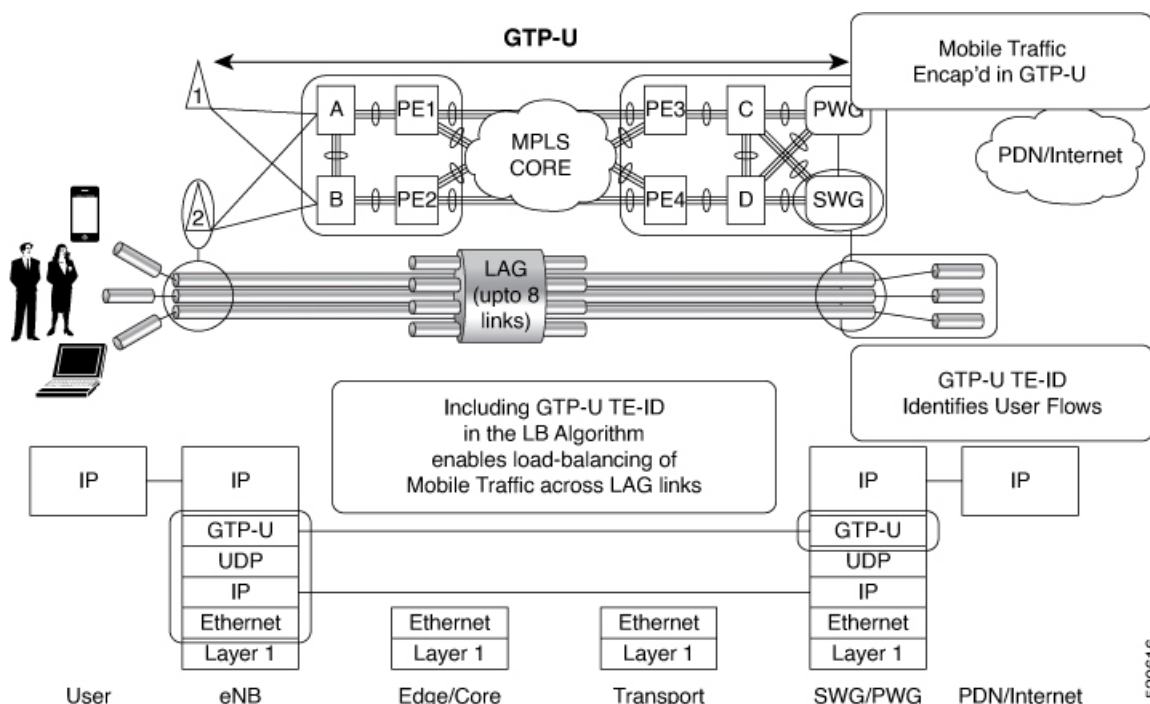 GTP-U
Mobile Traffic
Encap'd in GTP-U
1
A
PE1
MPLS
CORE
PE3
C
PWG
PDN/Internet
2
B
PE2
PE4
D
SWG
LAG
(upto 8
links)
GTP-U TE-ID
Identifies User Flows
Including GTP-U TE-ID
in the LB Algorithm
enables load-balancing of
Mobile Traffic across LAG links
IP
IP
IP
IP
GTP-U
GTP-U
UDP
UDP
IP
IP
Ethernet
Ethernet
Ethernet
Ethernet
Layer 1
Layer 1
Layer 1
Layer 1
User
eNB
Edge/Core
Transport
SWG/PWG
PDN/Internet